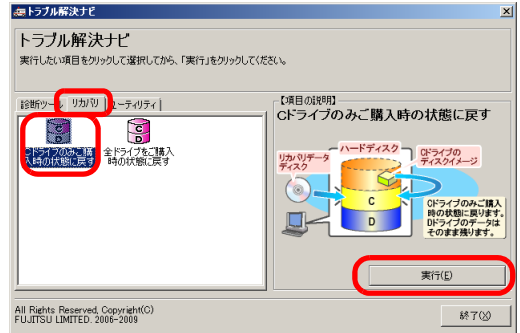 トラブル解決ナビ
トラブル解決ナビ
実行したい項目をクリックして選択してから、「実行」をクリックしてください。
診断ツール リカバリ ユーティリティ
Cドライブのみご購
入時の状態に戻す
全ドライブをご購入
時の状態に戻す
【項目の説明】
Cドライブのみご購入時の状態に戻す
リカバリデータ
ディスク
ハードディスク
Cドライブの
ディスクイメージ
C
D
Cドライブのみご購入
時の状態に戻ります。
Dドライブのデータは
そのまま残ります。
実行(E)
All Rights Reserved, Copyright(C)
FUJITSU LIMITED. 2006-2009
終了(X)